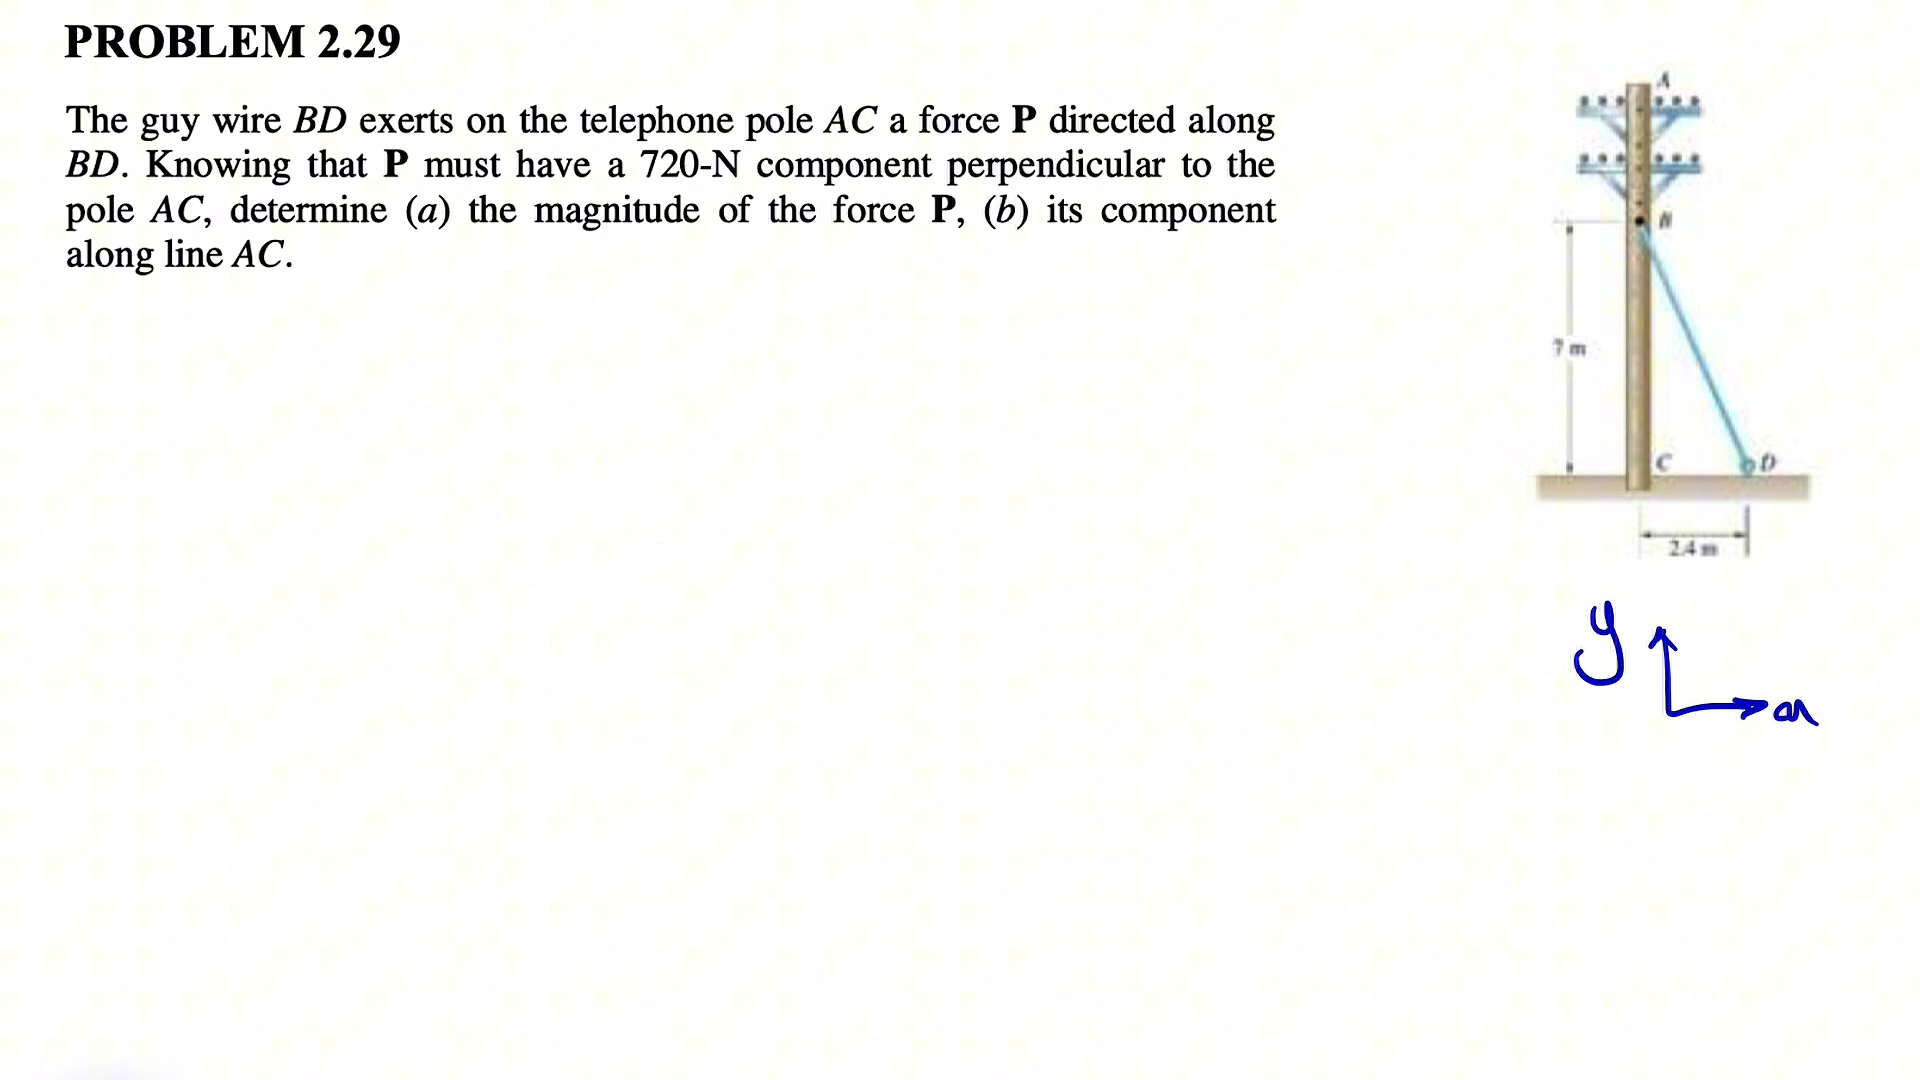 PROBLEM 2.29
The guy wire BD exerts on the telephone pole AC a force P directed along
BD. Knowing that P must have a 720-N component perpendicular to the
pole AC, determine (a) the magnitude of the force P, (b) its component
along line AC.
A
B
7 m
C
D
2.4 m
y